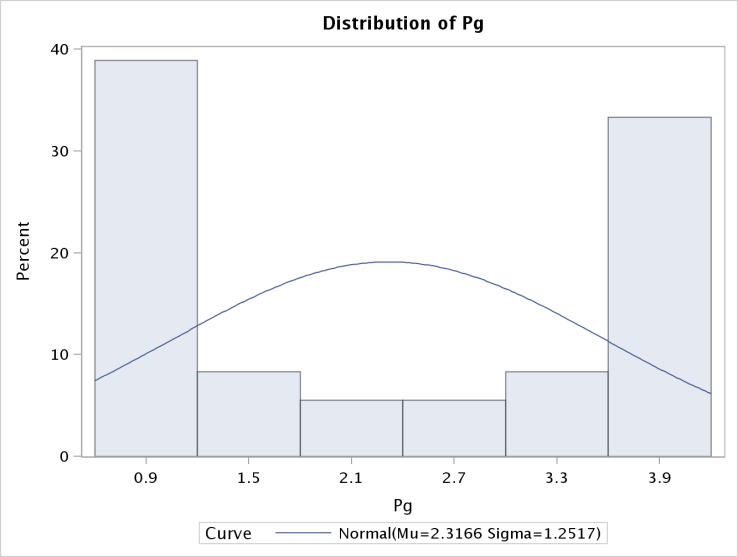 Distribution of Pg
40
30
20
10
0
Percent
0.9 1.5 2.1 2.7 3.3 3.9
Pg
Curve Normal(Mu=2.3166 Sigma=1.2517)